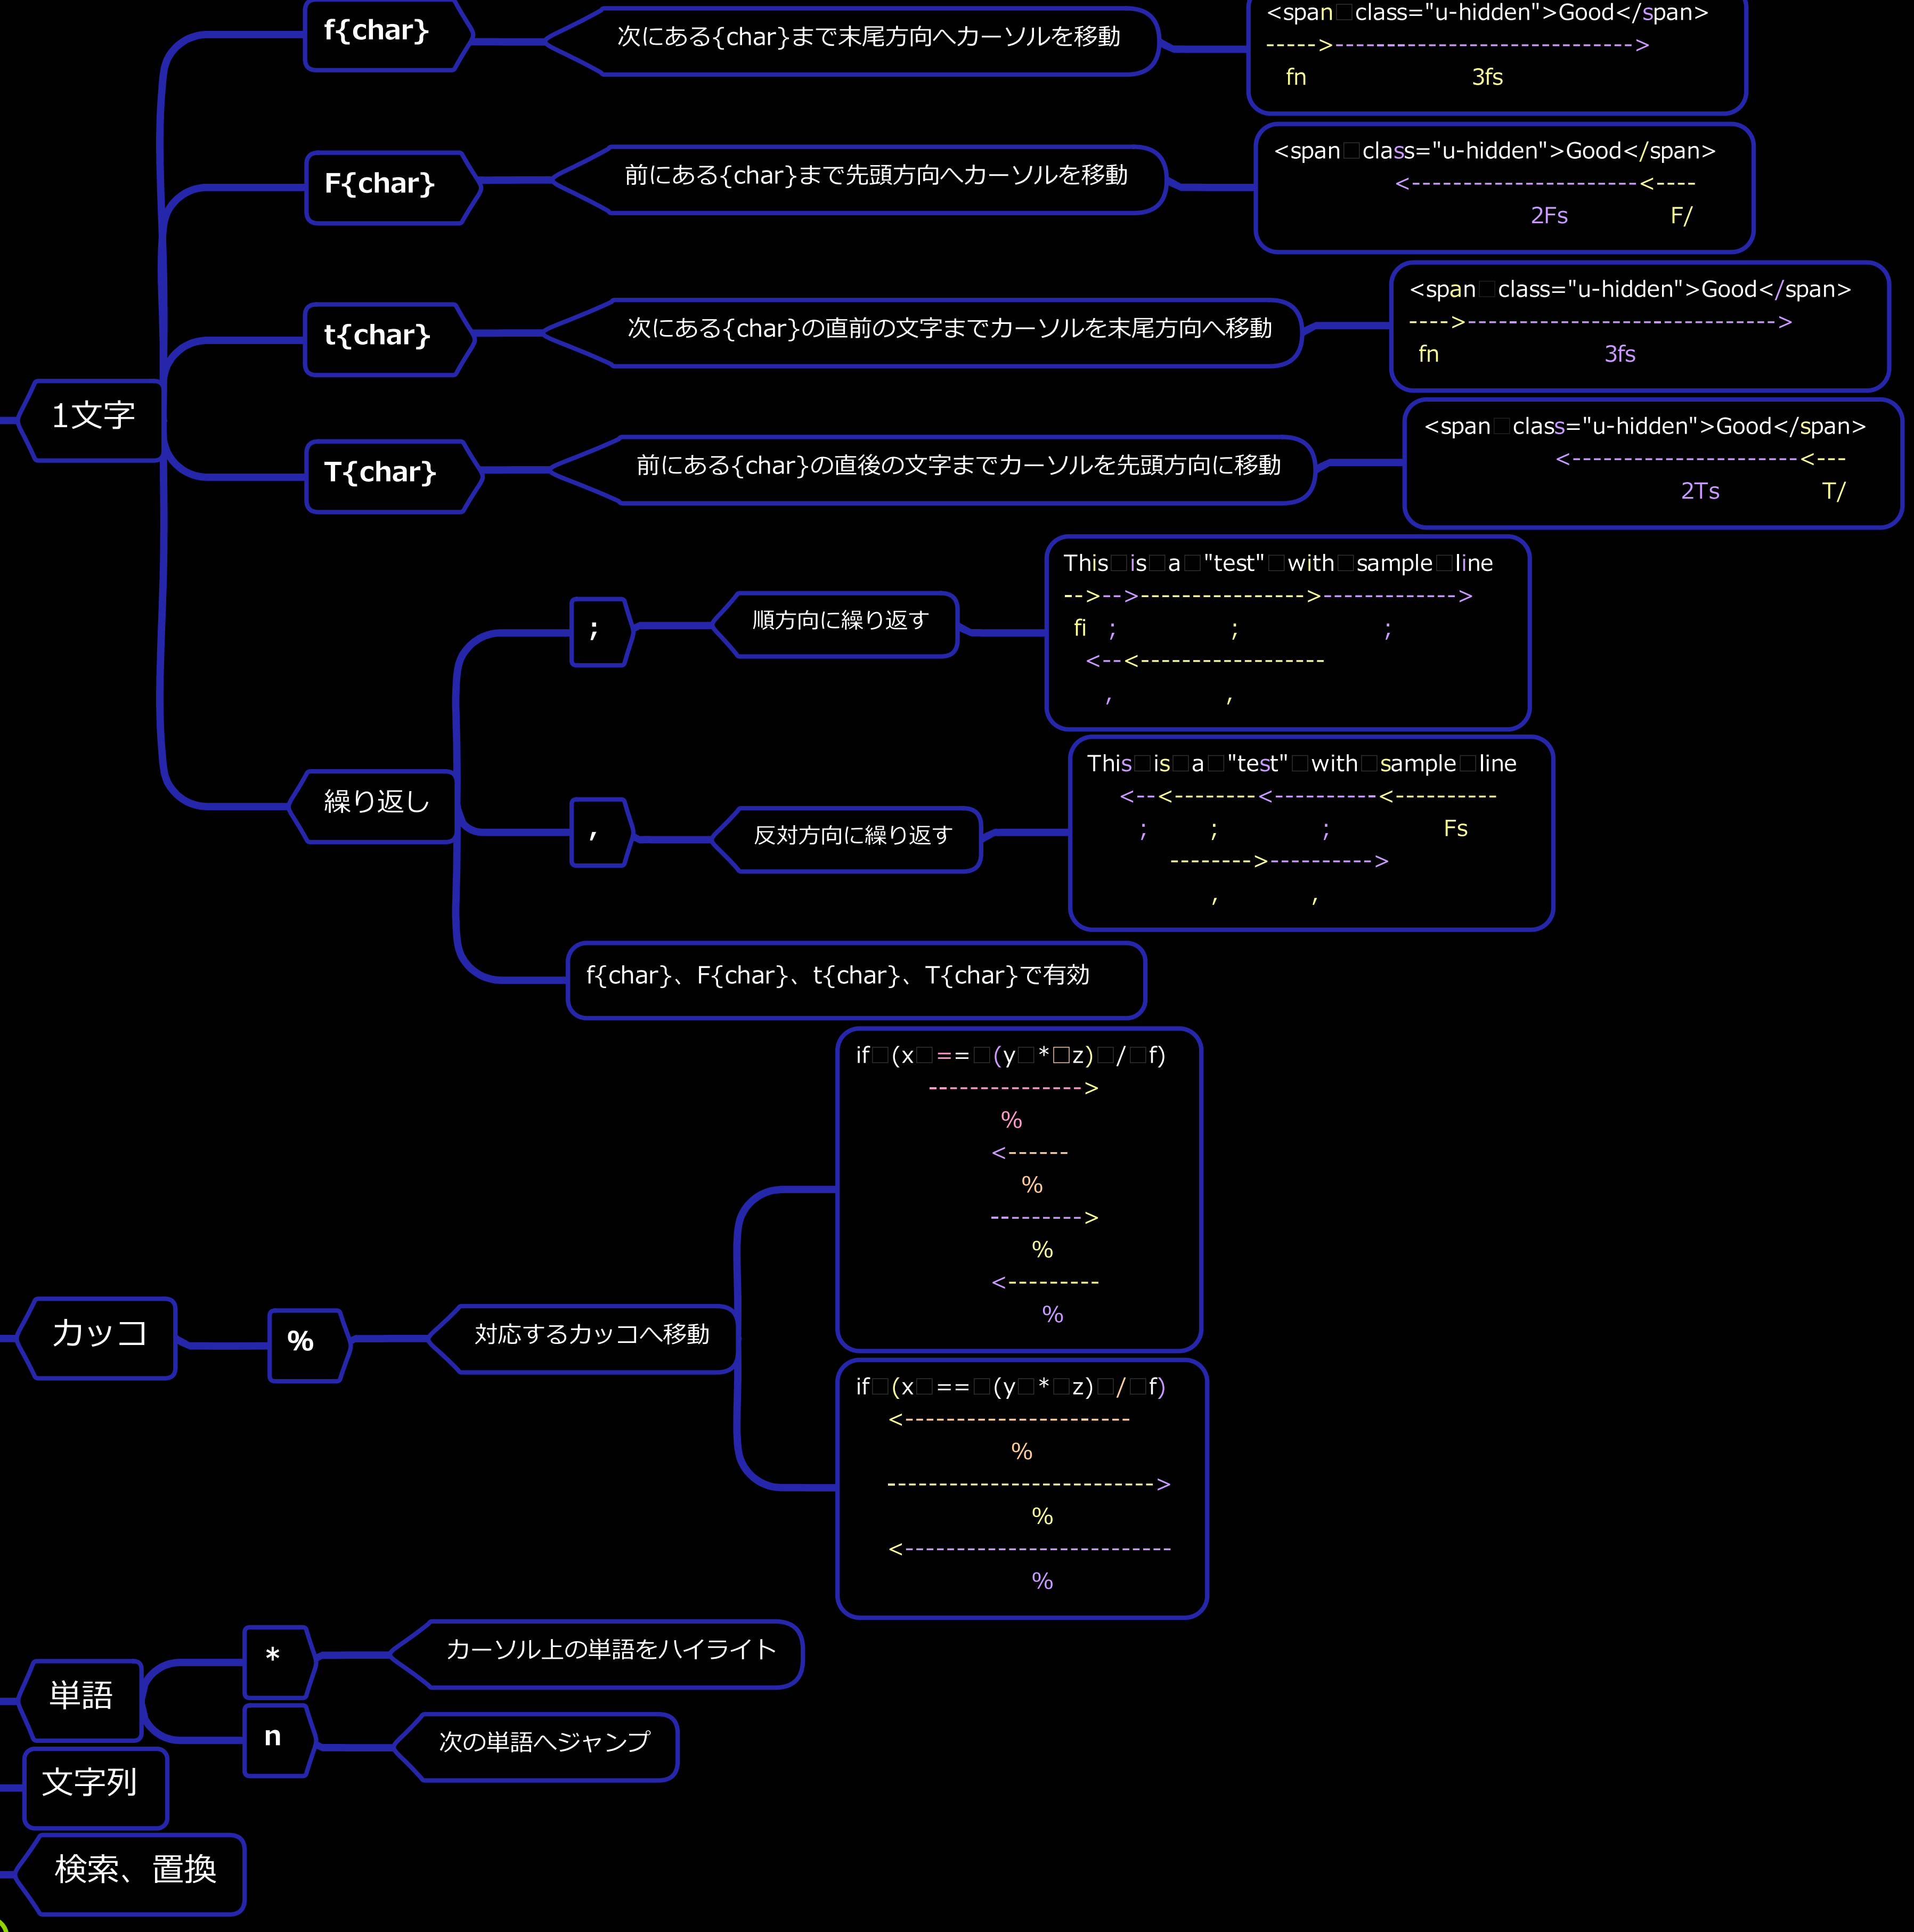 f{char}
次にある{char}まで末尾方向へカーソルを移動
<span□class="u-hidden">Good</span>
----->----------------------------->
fn 3fs
F{char}
前にある{char}まで先頭方向へカーソルを移動
<span□class="u-hidden">Good</span>
<----------------------<----
2Fs F/
t{char}
次にある{char}の直前の文字までカーソルを末尾方向へ移動
<span□class="u-hidden">Good</span>
---->------------------------------>
fn 3fs
1文字
T{char}
前にある{char}の直後の文字までカーソルを先頭方向に移動
<span□class="u-hidden">Good</span>
<----------------------<---
2Ts T/
;
順方向に繰り返す
This□is□a□"test"□with□sample□line
-->-->---------------->------------->
fi ; ; ;
<--<------------------
, ,
繰り返し
,
反対方向に繰り返す
This□is□a□"test"□with□sample□line
<--<--------<----------<----------
; ; ; Fs
-------->---------->
, ,
f{char}、F{char}、t{char}、T{char}で有効
カッコ
%
対応するカッコへ移動
if□(x□==□(y□*□z)□/□f)
--------------->
%
<------
%
--------->
%
<---------
%
if□(x□==□(y□*□z)□/□f)
<----------------------
%
-------------------------->
%
<--------------------------
%
単語
*
カーソル上の単語をハイライト
n
次の単語へジャンプ
文字列
検索、置換